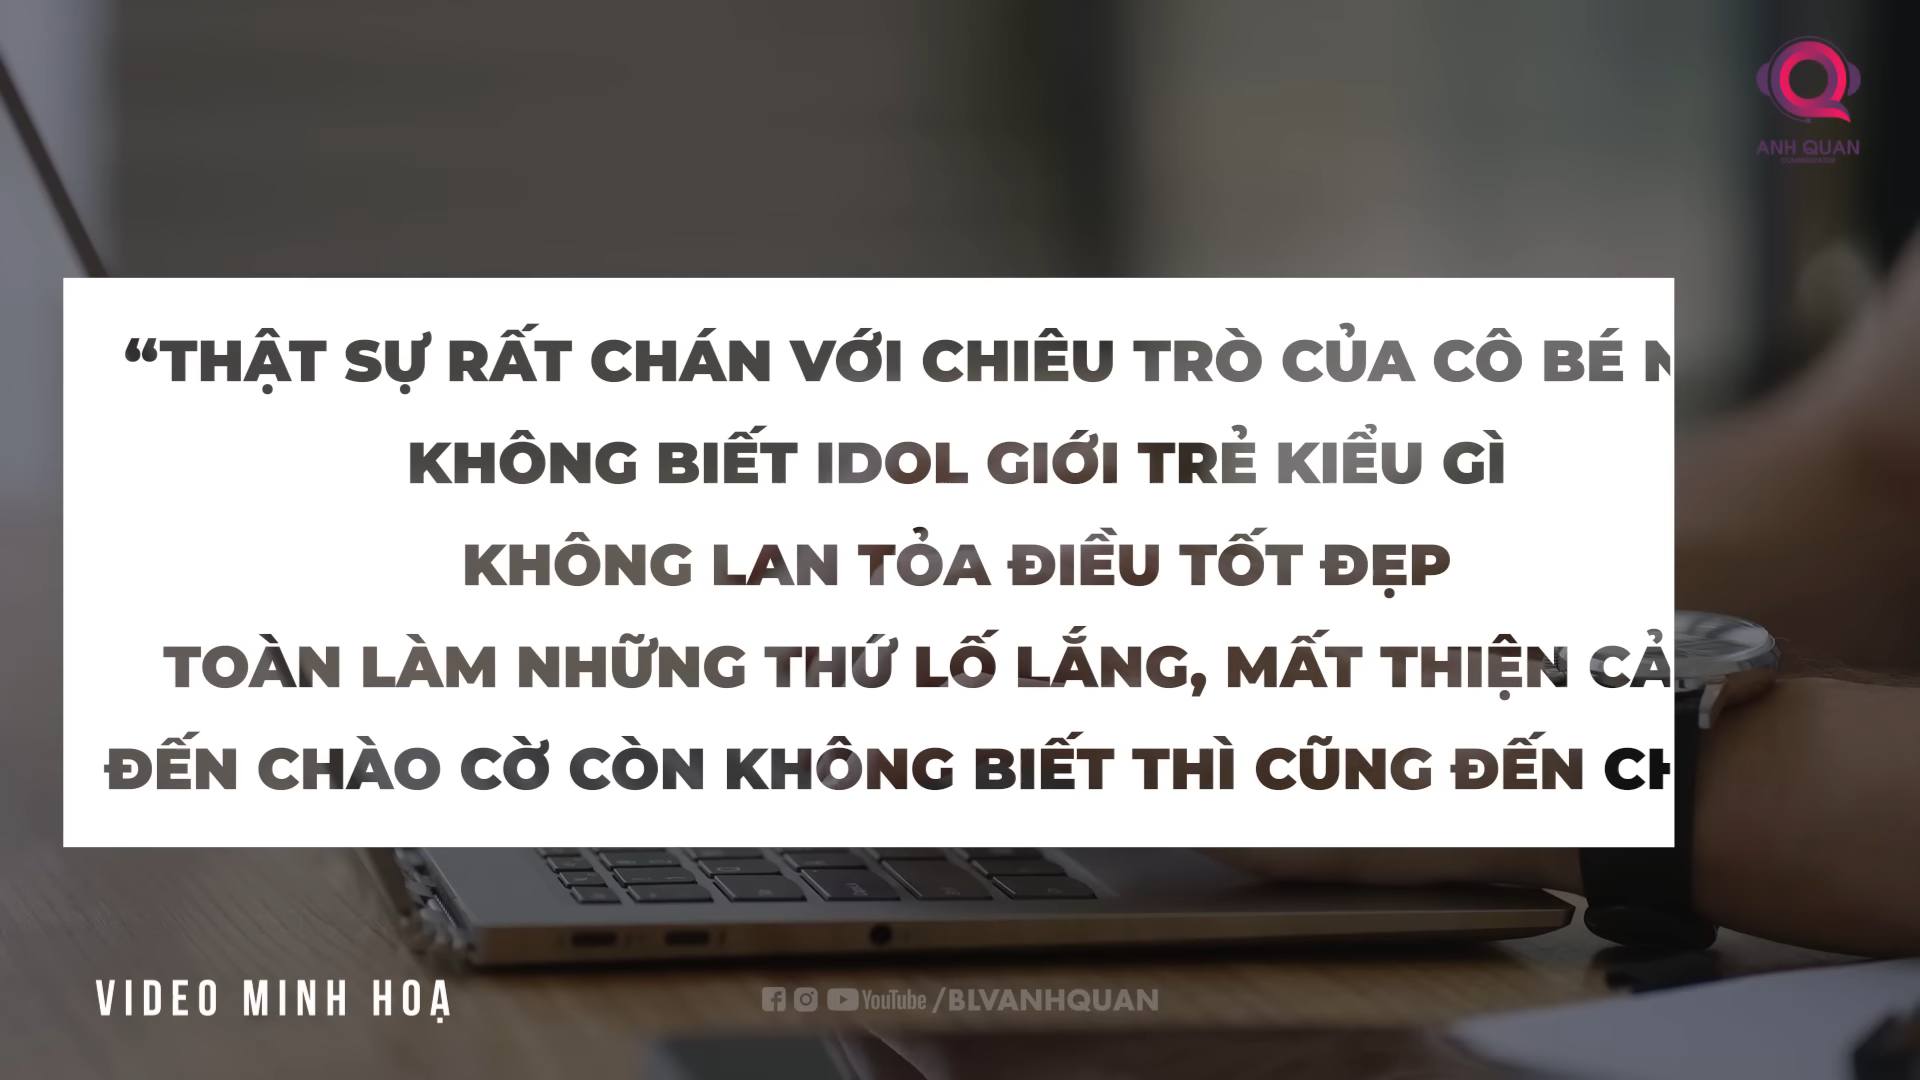 ANH QUAN
“THẬT SỰ RẤT CHÁN VỚI CHIÊU TRÒ CỦA CÔ BÉ
KHÔNG BIẾT IDOL GIỚI TRẺ KIỂU GÌ
KHÔNG LAN TỎA ĐIỀU TỐT ĐẸP
TOÀN LÀM NHỮNG THỨ LỐ LẮNG, MẤT THIỆN CẢ
ĐẾN CHÀO CỜ CÒN KHÔNG BIẾT THÌ CŨNG ĐẾN CH
VIDEO MINH HOẠ
YouTube /BLVANHQUAN